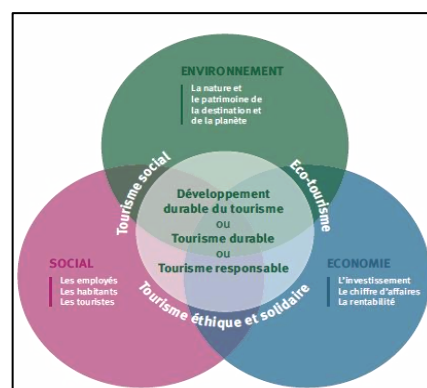 ENVIRONNEMENT
La nature et
le patrimoine de
la destination et
de la planète
Tourisme social
Eco-tourisme
Développement
durable du tourisme
ou
Tourisme durable
ou
Tourisme responsable
SOCIAL
Les employés
Les habitants
Les touristes
ECONOMIE
L'investissement
Le chiffre d'affaires
La rentabilité
Tourisme éthique et solidaire